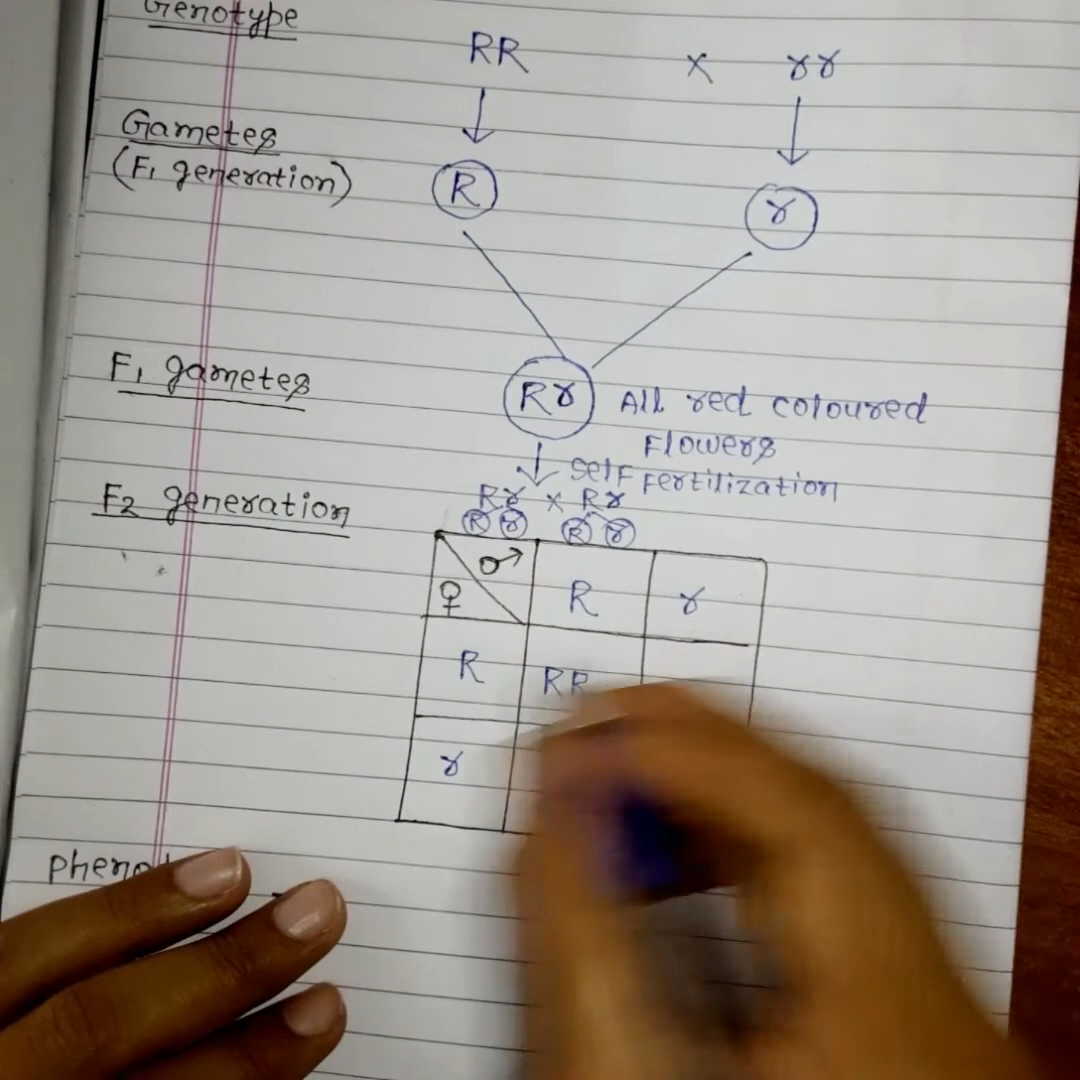 Genotype
RR × rr
Gametes
(F1 generation)
R r
F1 gametes
Rr All red coloured
Flowers
self Fertilization
F2 generation
Rr × Rr
R r R r
♂
♀
R r
R RR
r